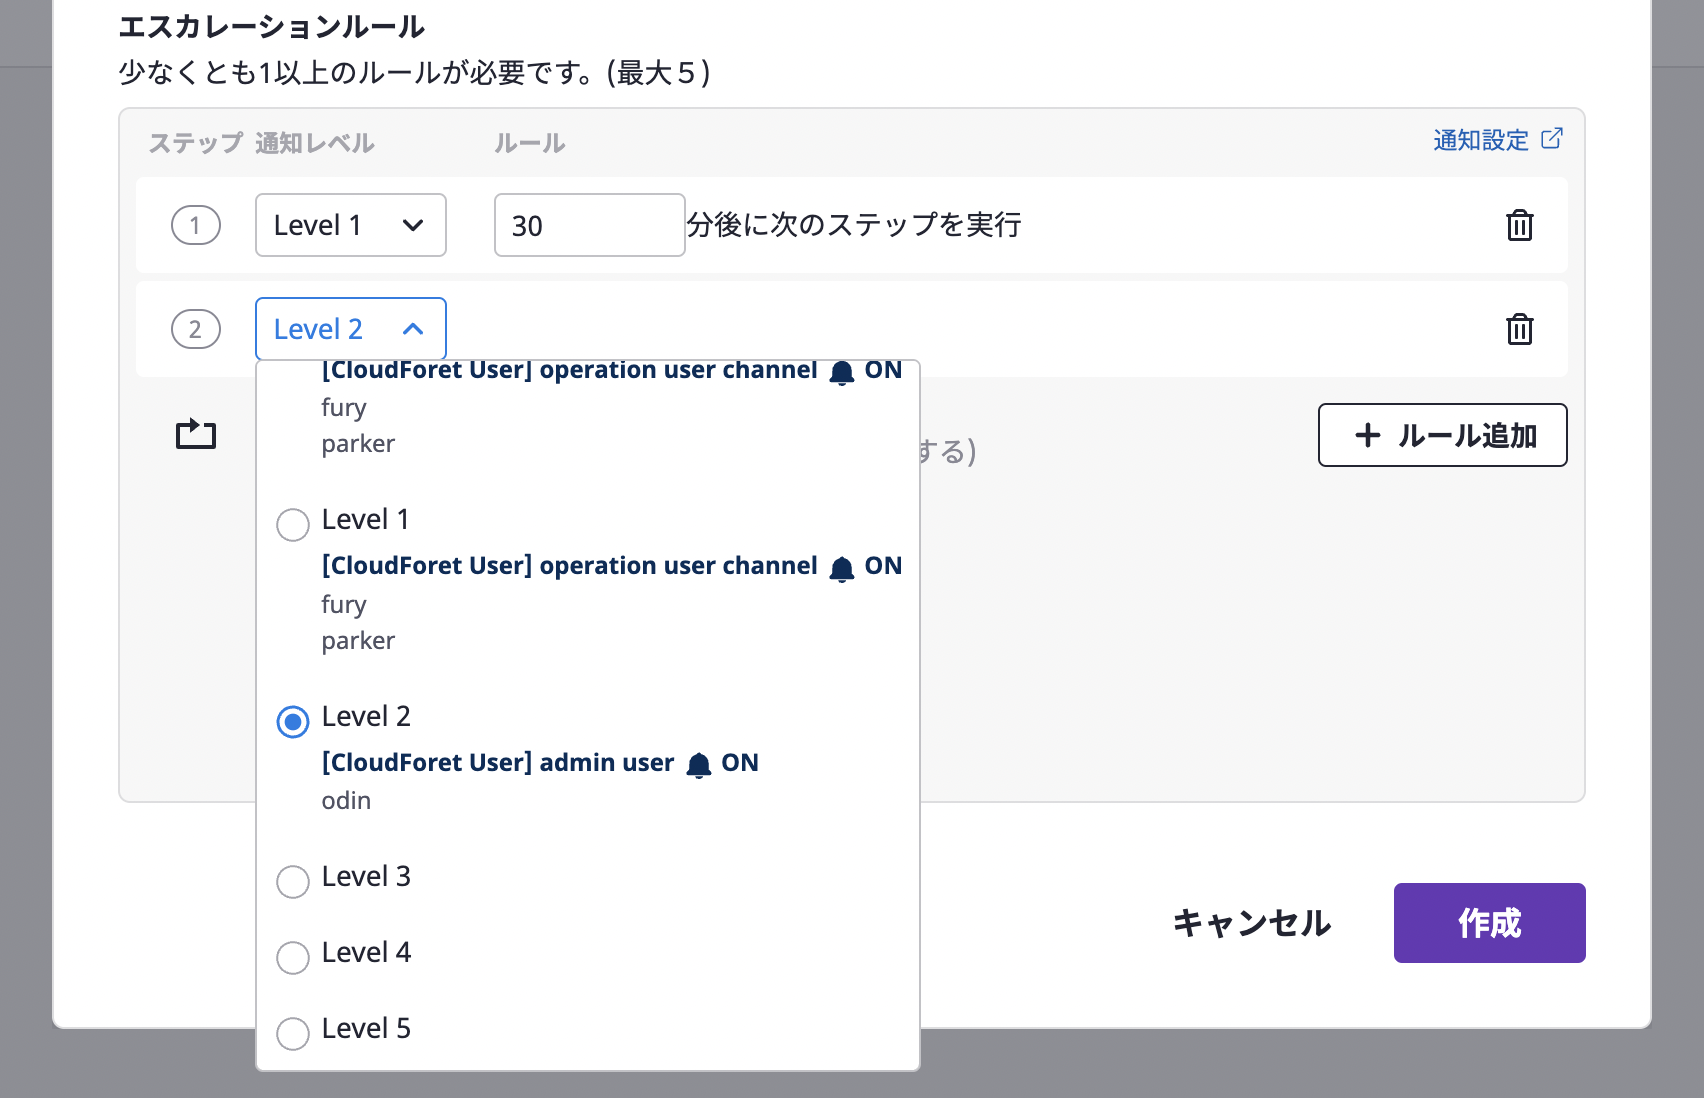 エスカレーションルール
少なくとも1以上のルールが必要です。(最大５)
ステップ 通知レベル ルール 通知設定
1 Level 1 30 分後に次のステップを実行
2 Level 2
[CloudForet User] operation user channel ON
fury
parker
する)
ルール追加
Level 1
[CloudForet User] operation user channel ON
fury
parker
Level 2
[CloudForet User] admin user ON
odin
Level 3
Level 4
Level 5
キャンセル 作成